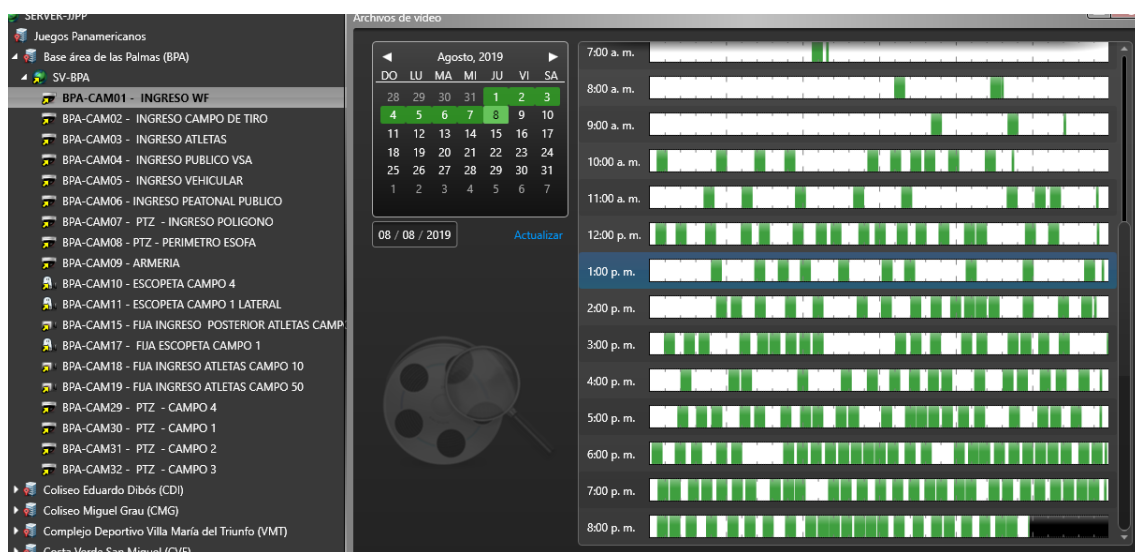 SERVER-JJPP
Juegos Panamericanos
Base área de las Palmas (BPA)
SV-BPA
BPA-CAM01 - INGRESO WF
BPA-CAM02 - INGRESO CAMPO DE TIRO
BPA-CAM03 - INGRESO ATLETAS
BPA-CAM04 - INGRESO PUBLICO VSA
BPA-CAM05 - INGRESO VEHICULAR
BPA-CAM06 - INGRESO PEATONAL PUBLICO
BPA-CAM07 - PTZ - INGRESO POLIGONO
BPA-CAM08 - PTZ - PERIMETRO ESOFA
BPA-CAM09 - ARMERIA
BPA-CAM10 - ESCOPETA CAMPO 4
BPA-CAM11 - ESCOPETA CAMPO 1 LATERAL
BPA-CAM15 - FIJA INGRESO POSTERIOR ATLETAS CAMP
BPA-CAM17 - FIJA ESCOPETA CAMPO 1
BPA-CAM18 - FIJA INGRESO ATLETAS CAMPO 10
BPA-CAM19 - FIJA INGRESO ATLETAS CAMPO 50
BPA-CAM29 - PTZ - CAMPO 4
BPA-CAM30 - PTZ - CAMPO 1
BPA-CAM31 - PTZ - CAMPO 2
BPA-CAM32 - PTZ - CAMPO 3
Coliseo Eduardo Dibós (CDI)
Coliseo Miguel Grau (CMG)
Complejo Deportivo Villa María del Triunfo (VMT)
Costa Verde San Miguel (CVF)
Archivos de vídeo
Agosto, 2019
DO LU MA MI JU VI SA
28 29 30 31 1 2 3
4 5 6 7 8 9 10
11 12 13 14 15 16 17
18 19 20 21 22 23 24
25 26 27 28 29 30 31
1 2 3 4 5 6 7
08 / 08 / 2019 Actualizar
7:00 a. m.
8:00 a. m.
9:00 a. m.
10:00 a. m.
11:00 a. m.
12:00 p. m.
1:00 p. m.
2:00 p. m.
3:00 p. m.
4:00 p. m.
5:00 p. m.
6:00 p. m.
7:00 p. m.
8:00 p. m.